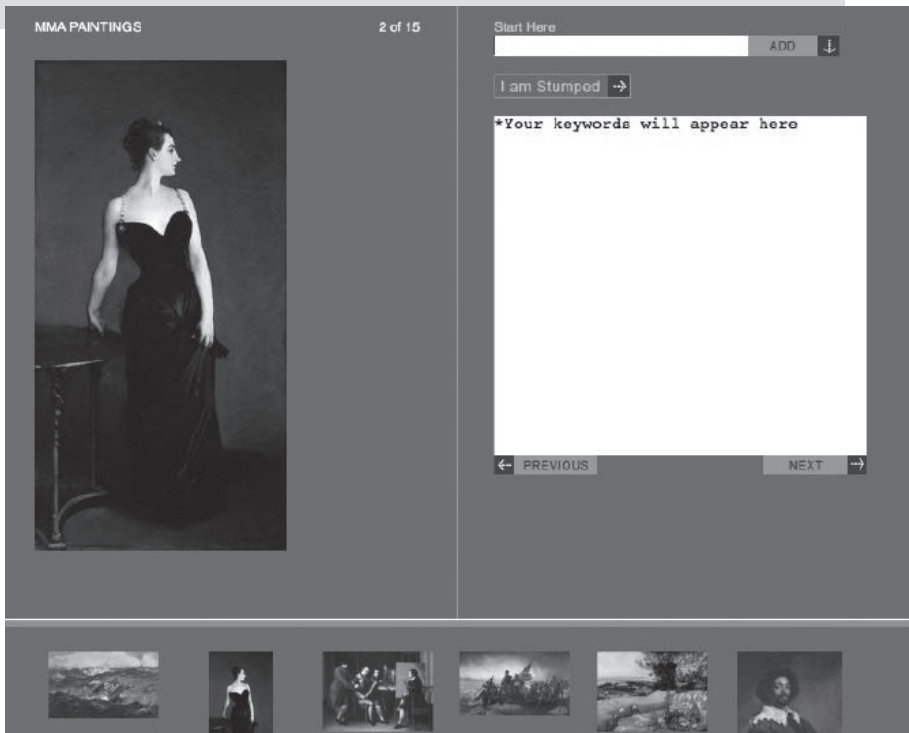 MMA PAINTINGS
2 of 15
Start Here
ADD
I am Stumped
*Your keywords will appear here
PREVIOUS
NEXT